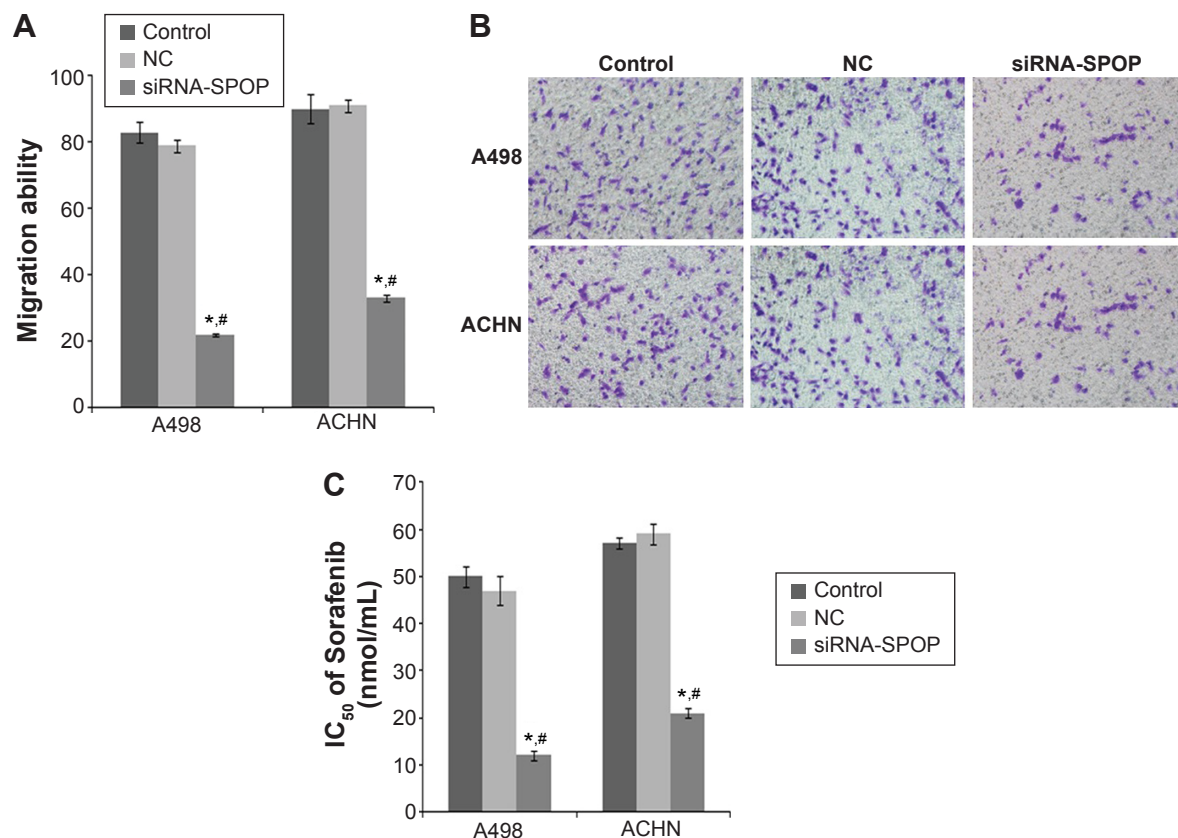 A
Control
NC
siRNA-SPOP
Migration ability
100
80
60
40
20
0
*,#
*,#
A498
ACHN
B
Control
NC
siRNA-SPOP
A498
ACHN
C
IC50 of Sorafenib
(nmol/mL)
70
60
50
40
30
20
10
0
*,#
*,#
A498
ACHN
Control
NC
siRNA-SPOP